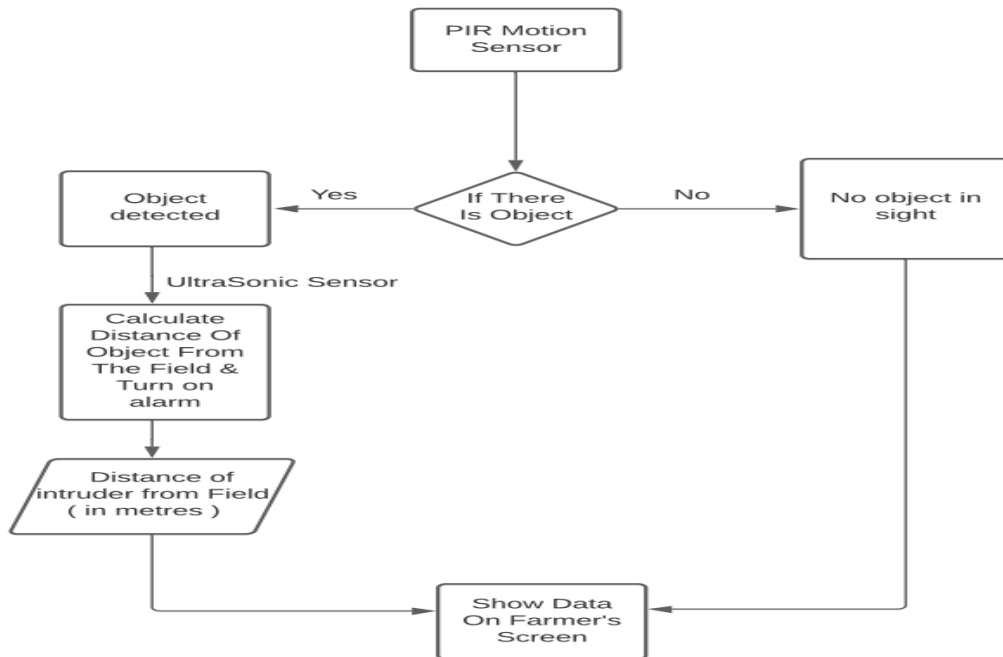 PIR Motion
Sensor
If There
Is Object
Yes
No
Object
detected
No object in
sight
UltraSonic Sensor
Calculate
Distance Of
Object From
The Field &
Turn on
alarm
Distance of
intruder from Field
( in metres )
Show Data
On Farmer's
Screen